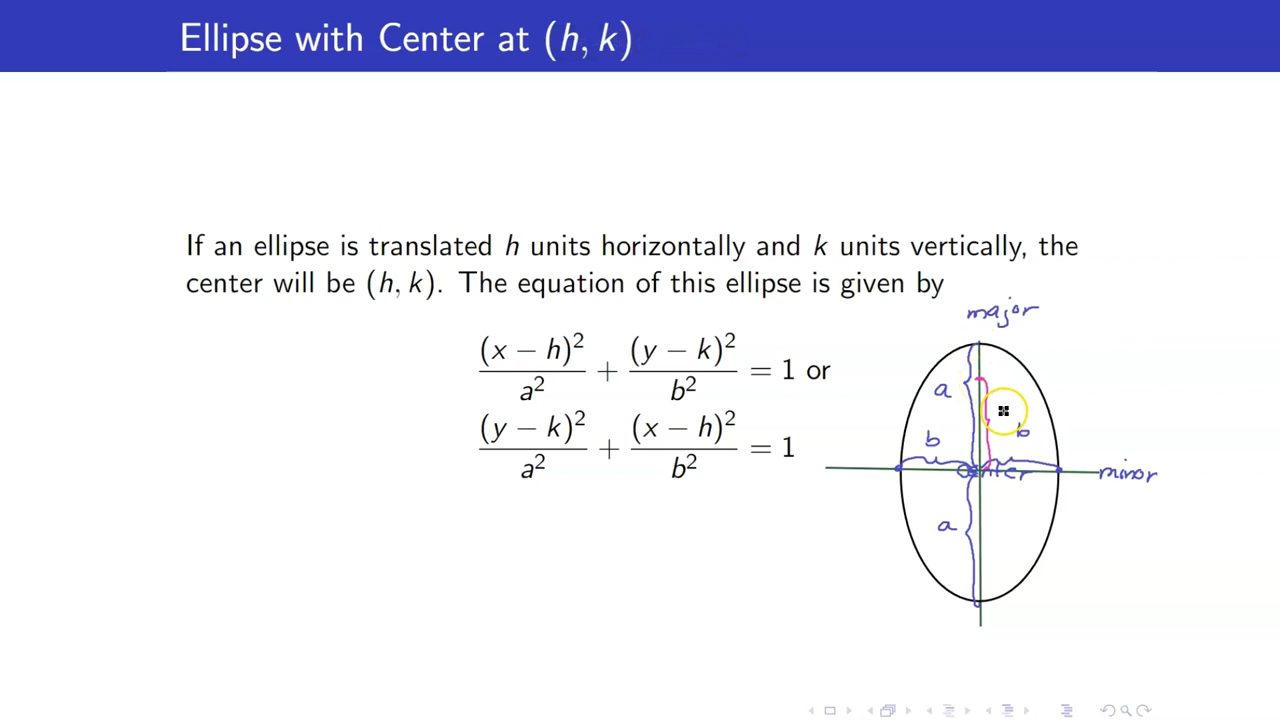 Ellipse with Center at (h, k)
If an ellipse is translated h units horizontally and k units vertically, the
center will be (h, k). The equation of this ellipse is given by
major
(x − h)²/a² + (y − k)²/b² = 1 or
(y − k)²/a² + (x − h)²/b² = 1
a
b b
center minor
a